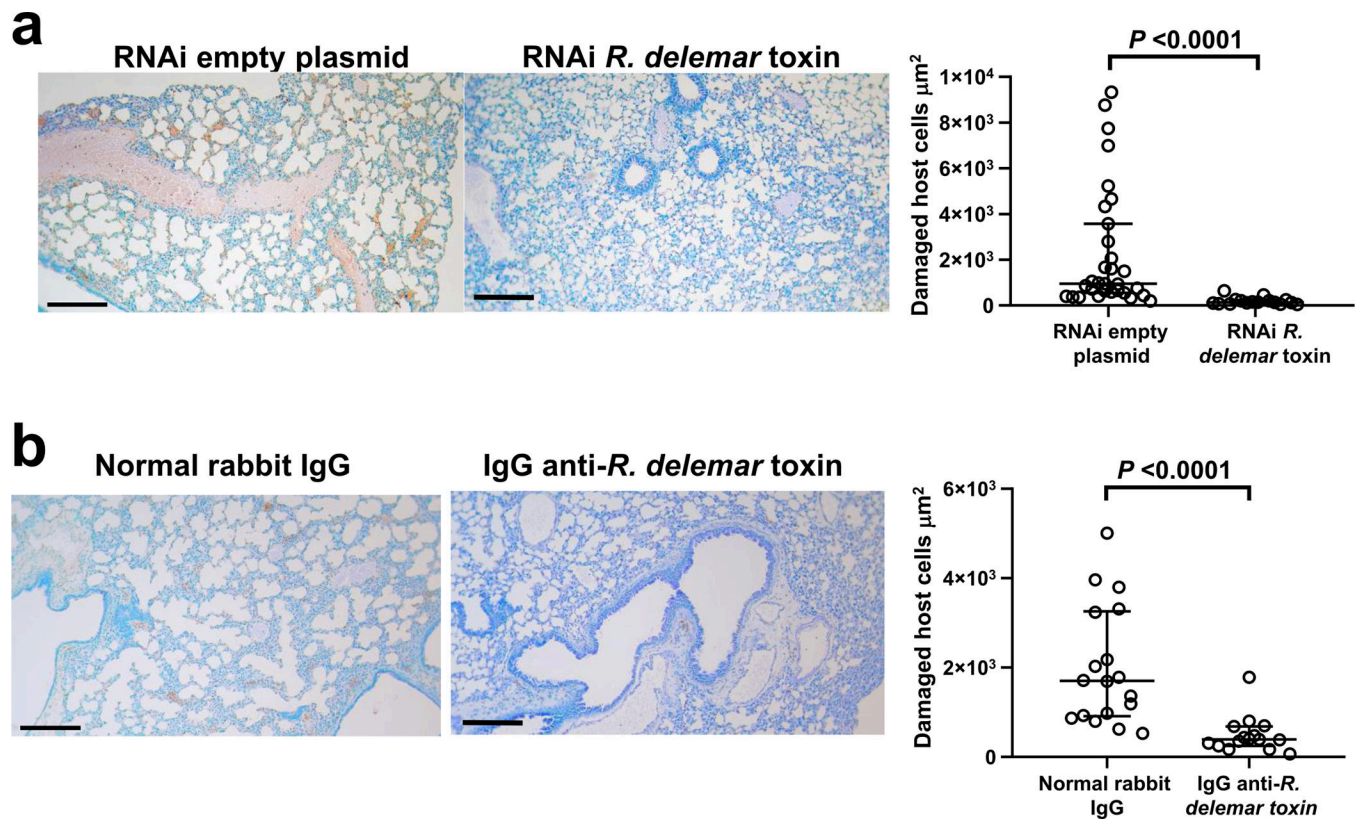 a
RNAi empty plasmid
RNAi R. delemar toxin
P <0.0001
Damaged host cells μm²
1×10⁴
8×10³
6×10³
4×10³
2×10³
0
RNAi empty
plasmid
RNAi R.
delemar toxin
b
Normal rabbit IgG
IgG anti-R. delemar toxin
P <0.0001
Damaged host cells μm²
6×10³
4×10³
2×10³
0
Normal rabbit
IgG
IgG anti-R.
delemar toxin